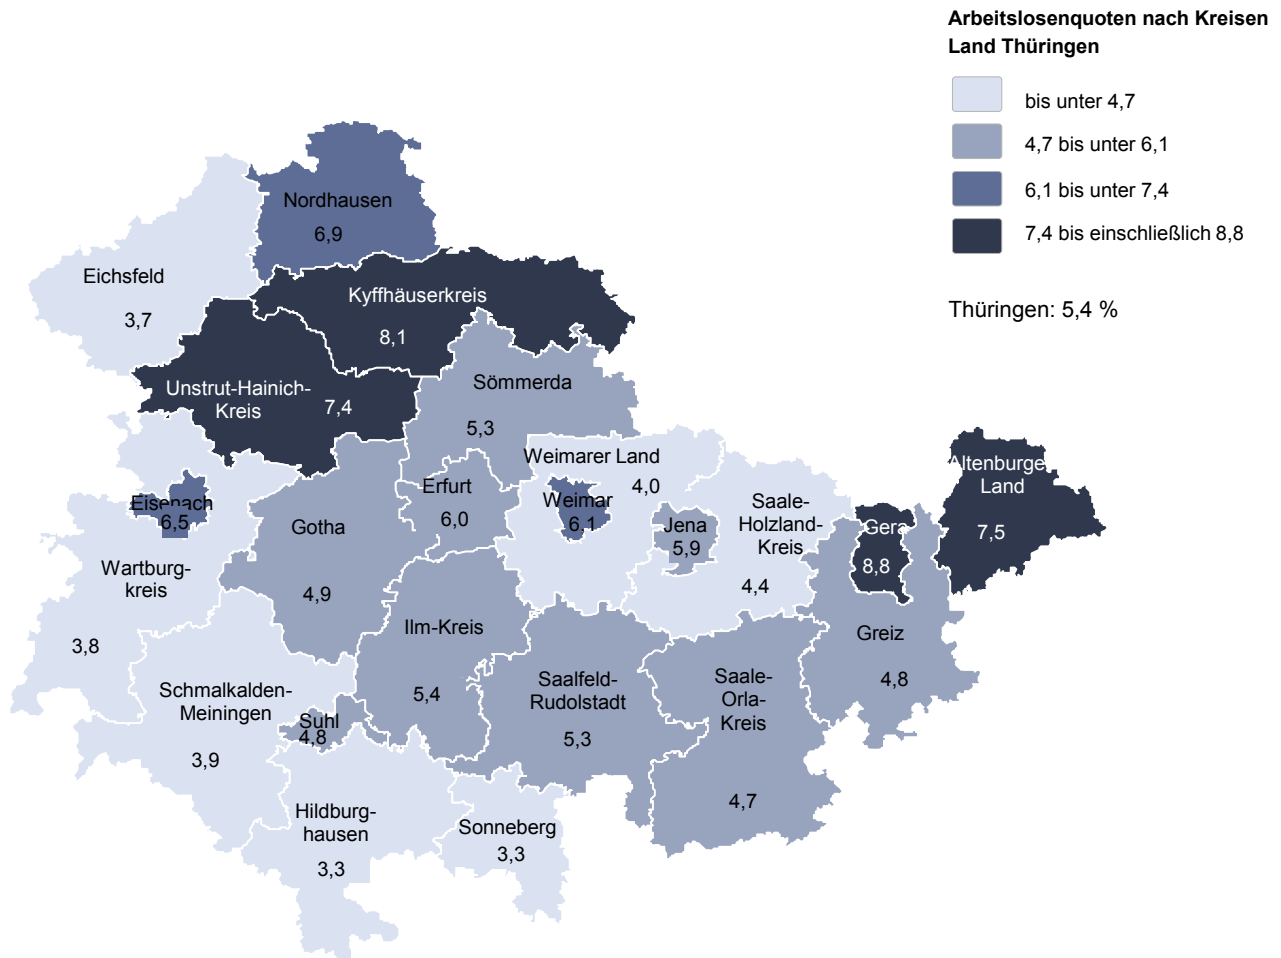 Arbeitslosenquoten nach Kreisen
Land Thüringen
bis unter 4,7
4,7 bis unter 6,1
6,1 bis unter 7,4
7,4 bis einschließlich 8,8
Thüringen: 5,4 %
Nordhausen
6,9
Eichsfeld
3,7
Kyffhäuserkreis
8,1
Unstrut-Hainich-
Kreis
7,4
Sömmerda
5,3
Weimarer Land
4,0
Erfurt
6,0
Weimar
6,1
Eisenach
6,5
Gotha
4,9
Jena
5,9
Saale-
Holzland-
Kreis
4,4
Gera
8,8
Altenburger
Land
7,5
Wartburg-
kreis
3,8
Ilm-Kreis
5,4
Greiz
4,8
Schmalkalden-
Meiningen
3,9
Suhl
4,8
Saalfeld-
Rudolstadt
5,3
Saale-
Orla-
Kreis
4,7
Hildburg-
hausen
3,3
Sonneberg
3,3